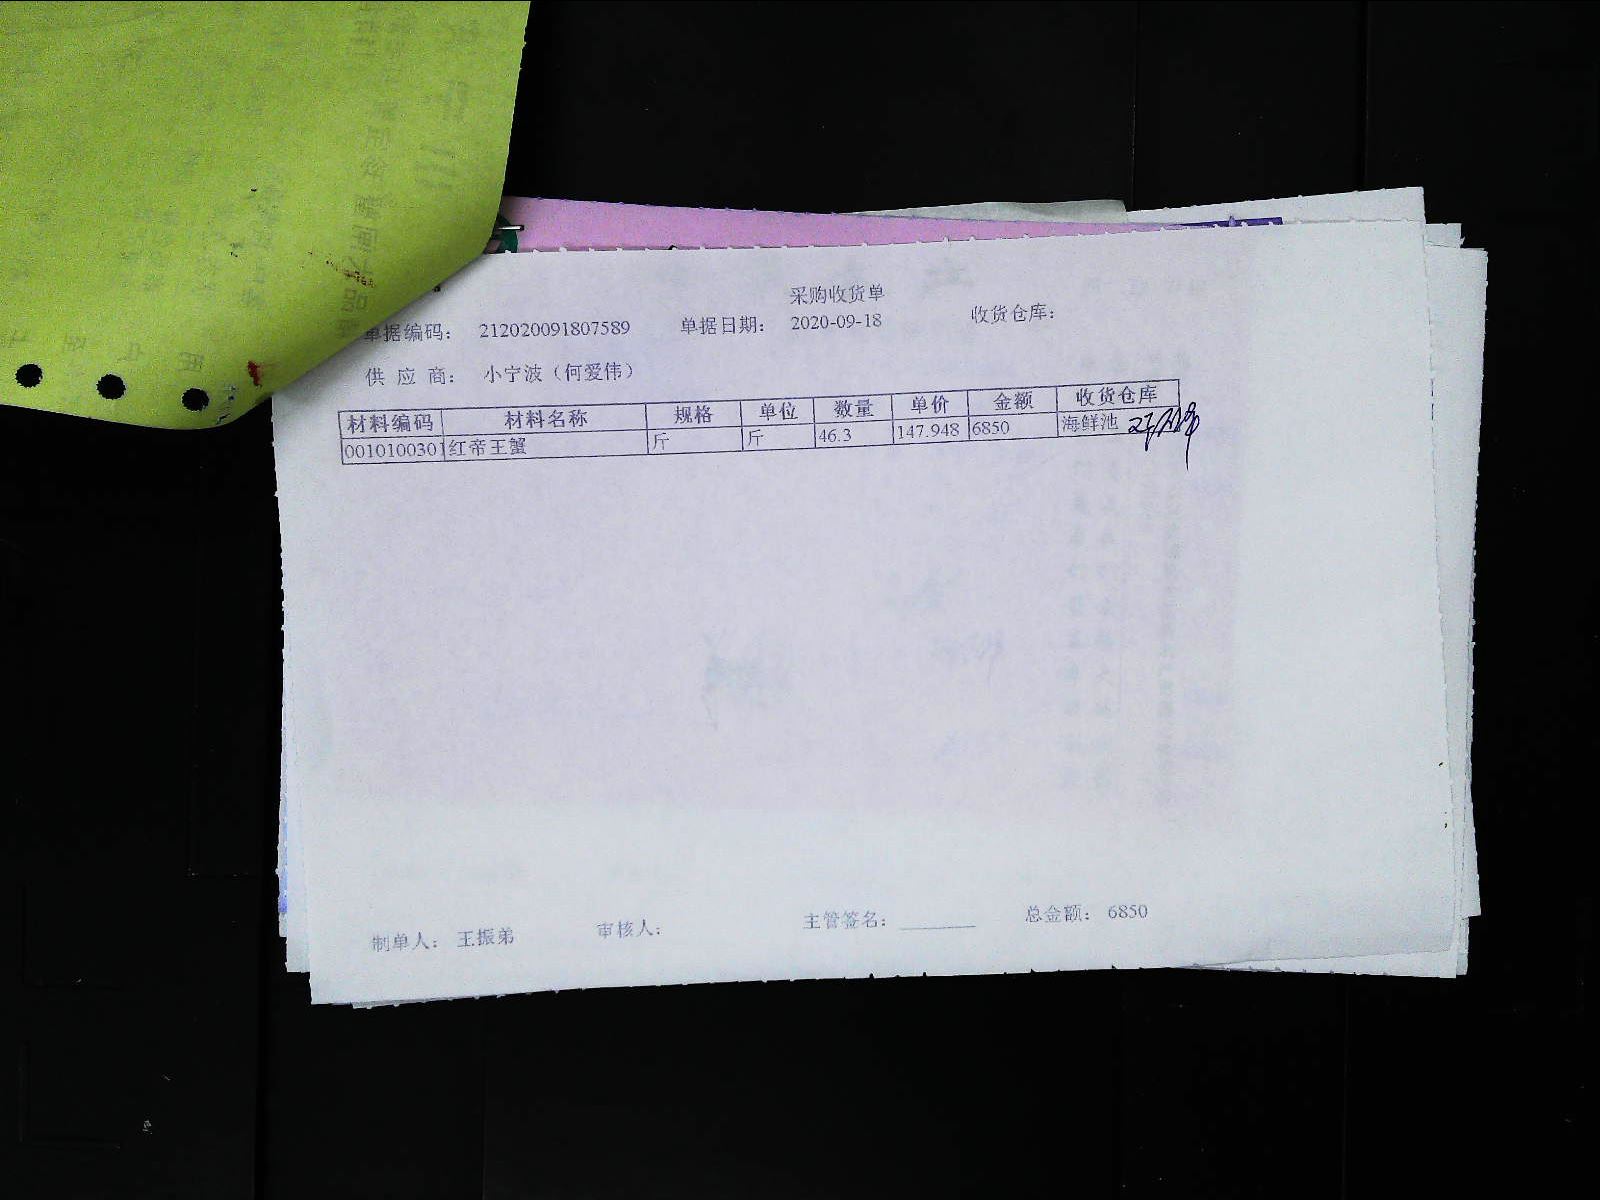 采购收货单
单据编码： 212020091807589 单据日期： 2020-09-18 收货仓库：
供 应 商： 小宁波（何爱伟）
材料编码 材料名称 规格 单位 数量 单价 金额 收货仓库
001010030 红帝王蟹 斤 斤 46.3 147.948 6850 海鲜池
制单人： 王振弟 审核人： 主管签名： 总金额： 6850